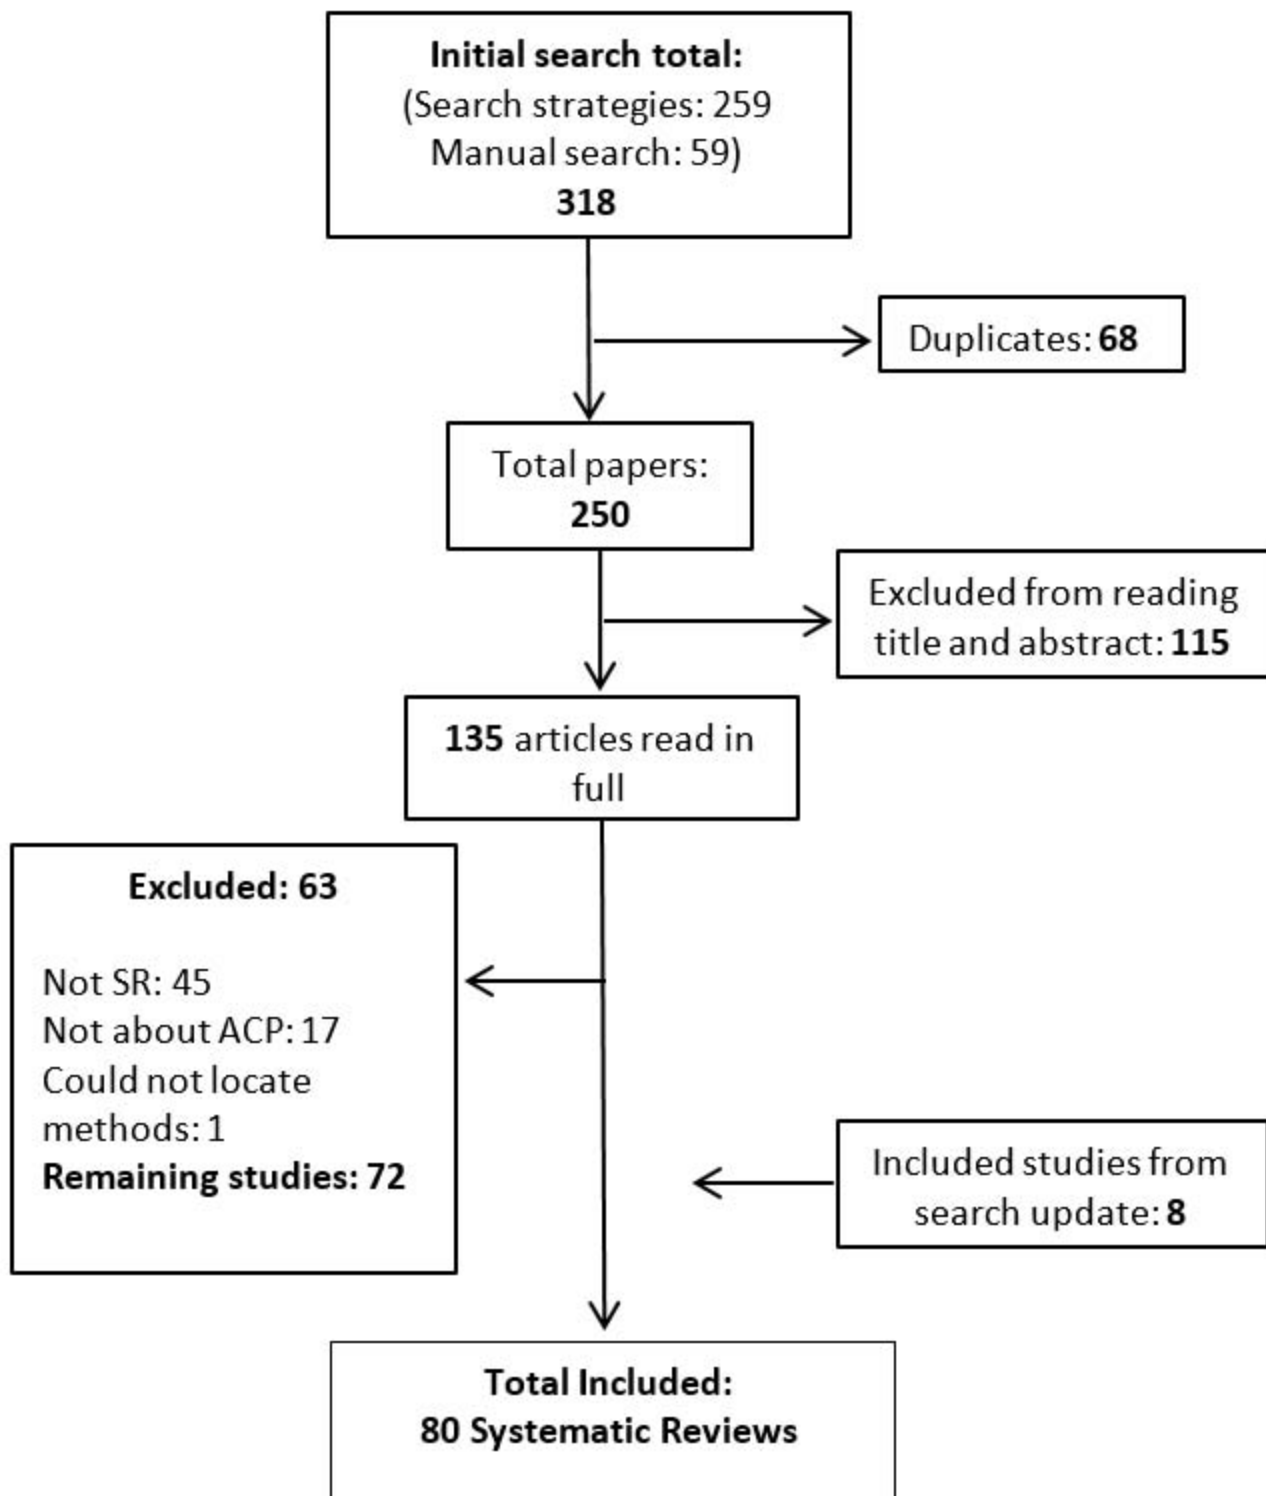 Initial search total:
(Search strategies: 259
Manual search: 59)
318
Duplicates: 68
Total papers:
250
Excluded from reading
title and abstract: 115
135 articles read in
full
Excluded: 63
Not SR: 45
Not about ACP: 17
Could not locate
methods: 1
Remaining studies: 72
Included studies from
search update: 8
Total Included:
80 Systematic Reviews